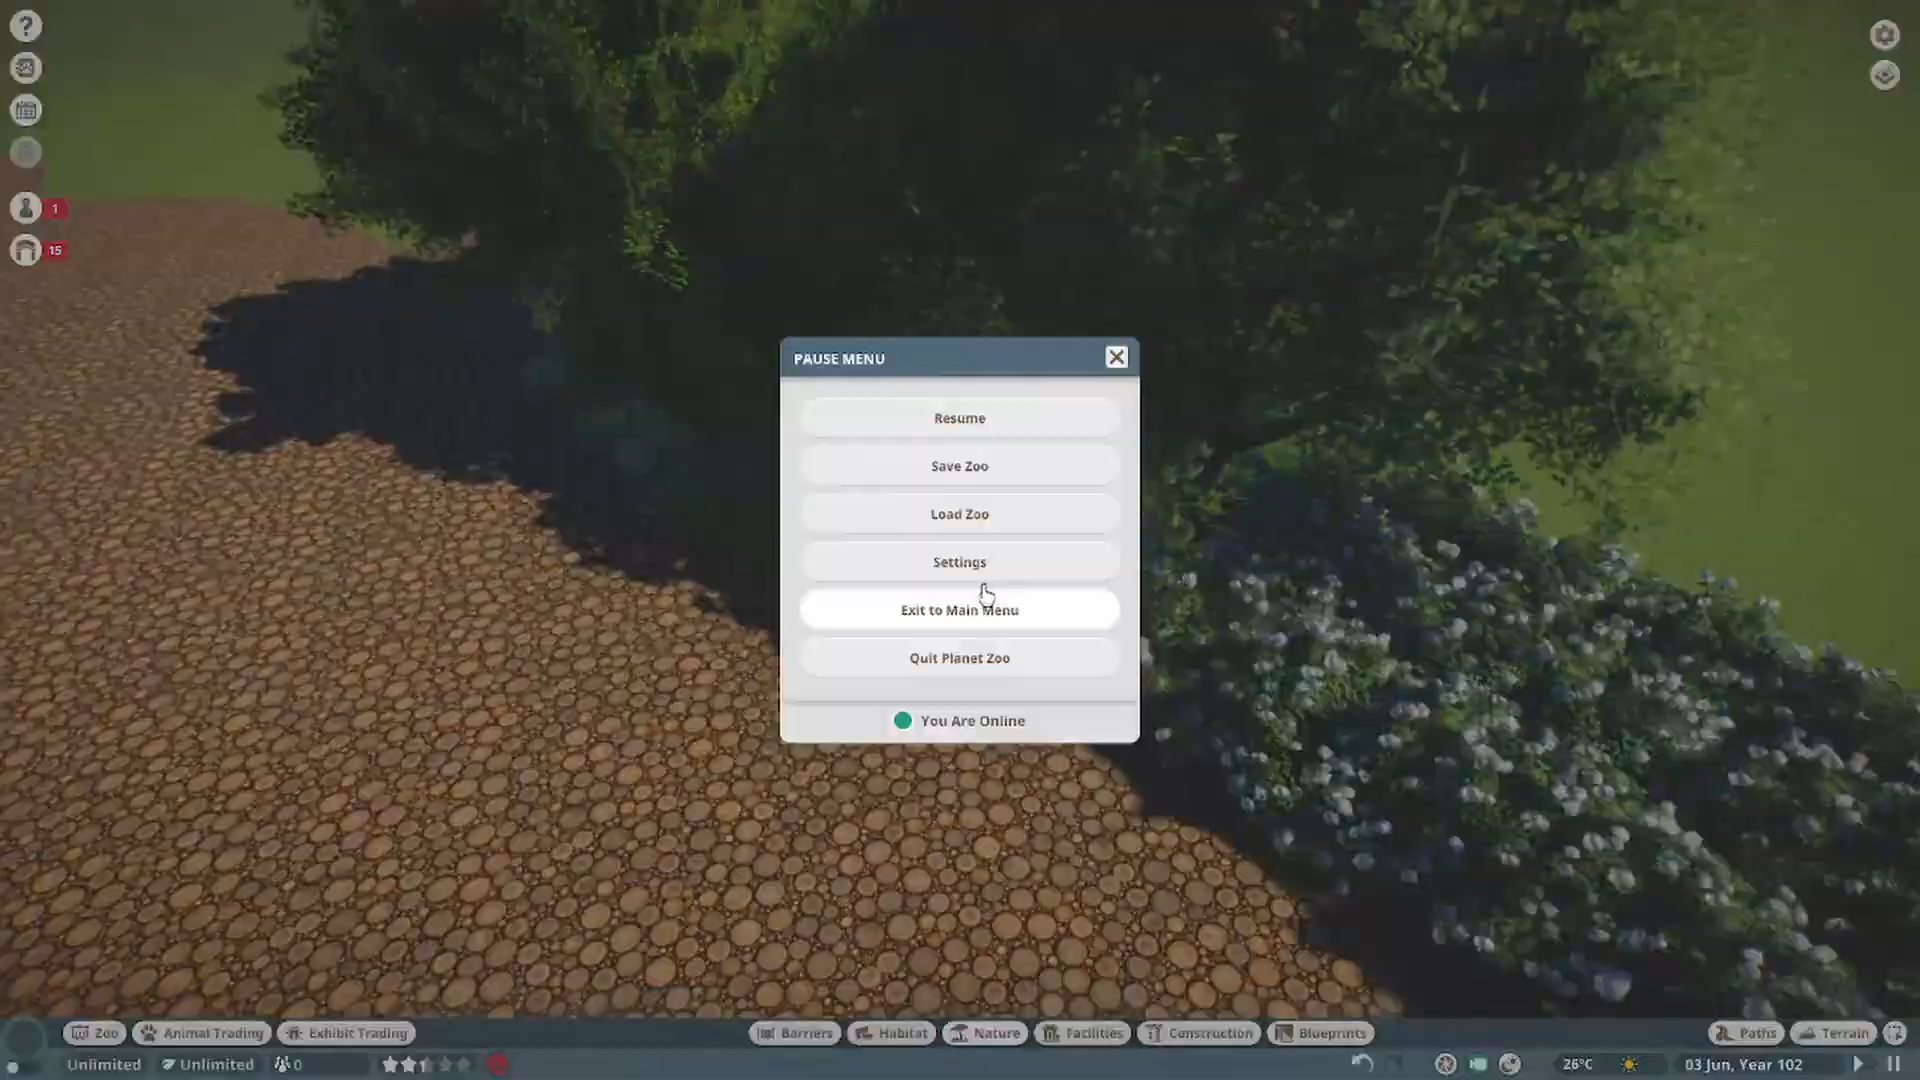 ?
1
15
PAUSE MENU
Resume
Save Zoo
Load Zoo
Settings
Exit to Main Menu
Quit Planet Zoo
You Are Online
Zoo Animal Trading Exhibit Trading Barriers Habitat Nature Facilities Construction Blueprints Paths Terrain
Unlimited Unlimited 0 26°C 03 Jun, Year 102